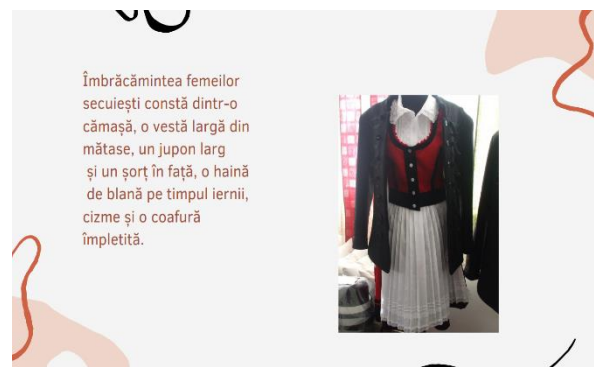 Îmbrăcămintea femeilor
secuiești constă dintr-o
cămașă, o vestă largă din
mătase, un jupon larg
și un șorț în față, o haină
de blană pe timpul iernii,
cizme și o coafură
împletită.